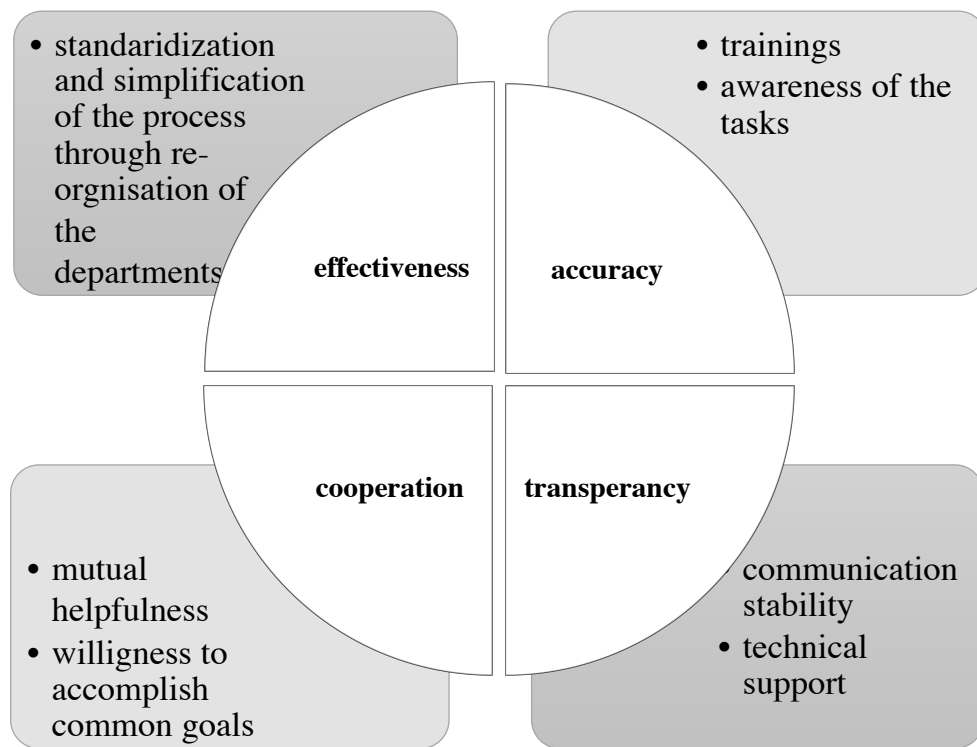 • standaridization
and simplification
of the process
through re-
orgnisation of
the
departments
• trainings
• awareness of the
tasks
effectiveness
accuracy
cooperation
transperancy
• mutual
helpfulness
• willigness to
accomplish
common goals
• communication
stability
• technical
support